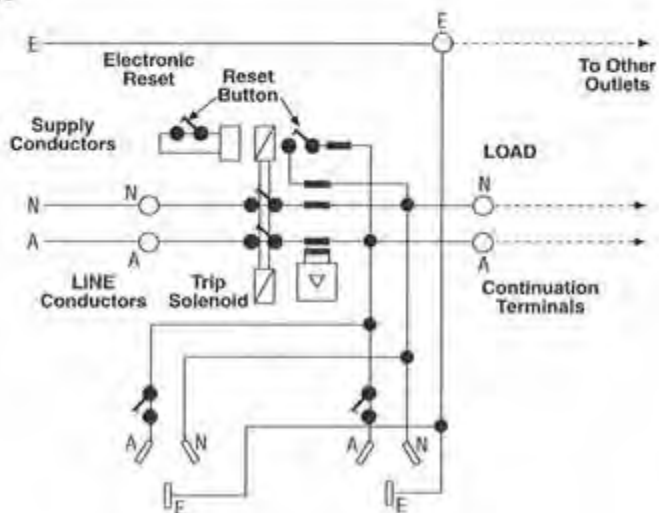 E
E
Electronic
Reset
Reset
Button
To Other
Outlets
Supply
Conductors
LOAD
N
N
N
A
A
A
LINE
Conductors
Trip
Solenoid
Continuation
Terminals
A
N
A
N
E
E